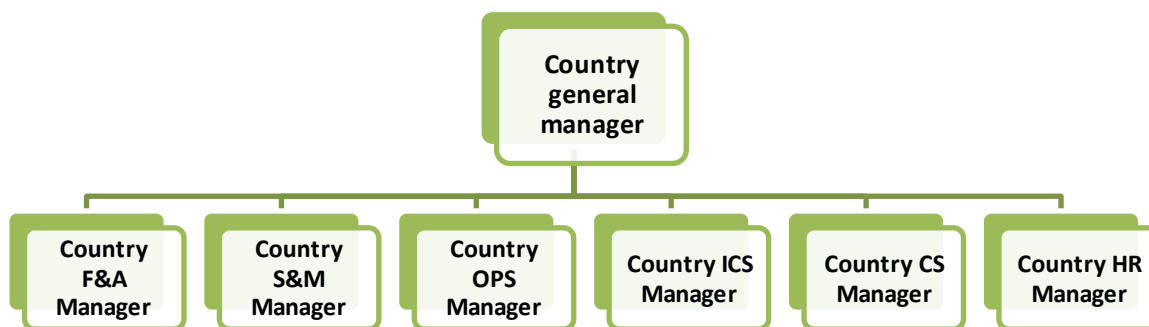 Country
general
manager
Country
F&A
Manager
Country
S&M
Manager
Country
OPS
Manager
Country ICS
Manager
Country CS
Manager
Country HR
Manager